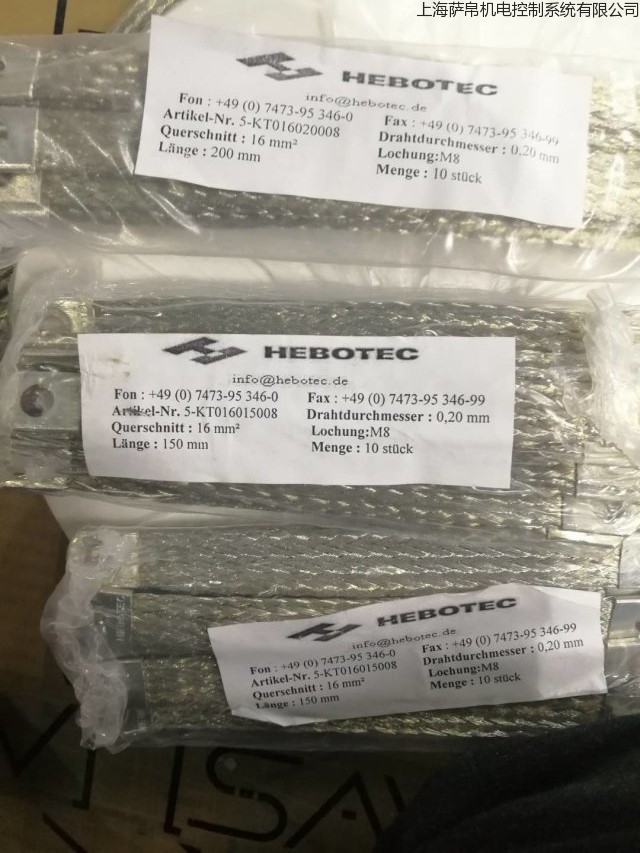 上海萨帛机电控制系统有限公司
HEBOTEC
info@hebotec.de
Fon : +49 (0) 7473-95 346-0 Fax : +49 (0) 7473-95 346-99
Artikel-Nr. 5-KT016020008 Drahtdurchmesser : 0,20 mm
Querschnitt : 16 mm² Lochung:M8
Länge : 200 mm Menge : 10 stück
HEBOTEC
info@hebotec.de
Fon : +49 (0) 7473-95 346-0 Fax : +49 (0) 7473-95 346-99
Artikel-Nr. 5-KT016015008 Drahtdurchmesser : 0,20 mm
Querschnitt : 16 mm² Lochung:M8
Länge : 150 mm Menge : 10 stück
HEBOTEC
info@hebotec.de
Fon : +49 (0) 7473-95 346-0 Fax : +49 (0) 7473-95 346-99
Artikel-Nr. 5-KT016015008 Drahtdurchmesser : 0,20 mm
Querschnitt : 16 mm² Lochung:M8
Länge : 150 mm Menge : 10 stück